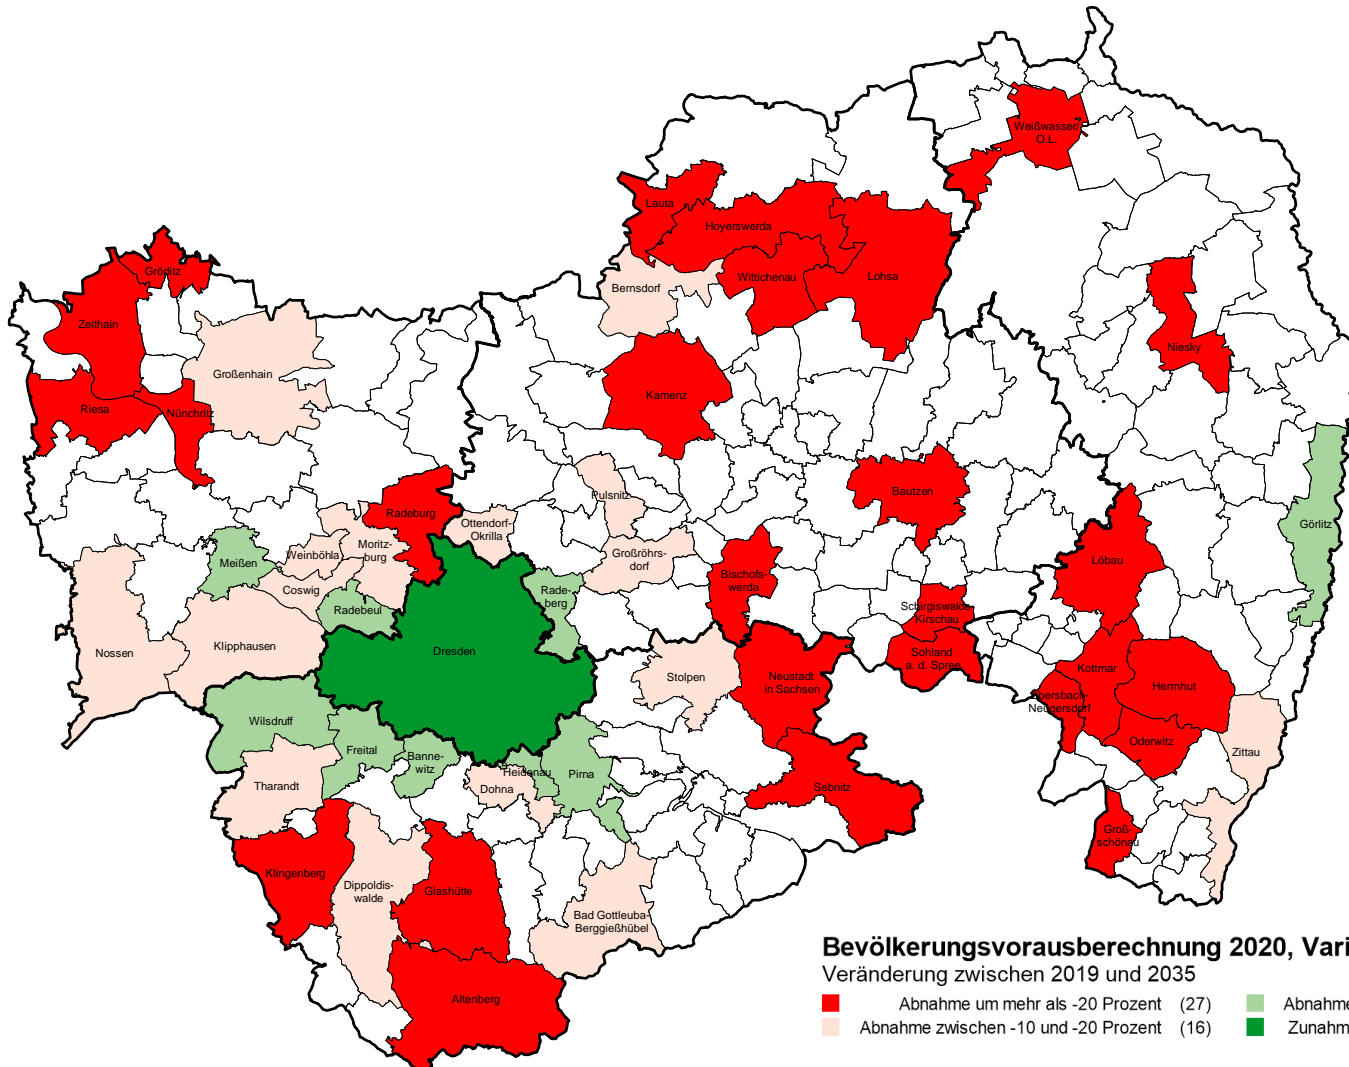 Weißwasser/
O.L.
Lauta
Hoyerswerda
Wittichenau
Lohsa
Bernsdorf
Gröditz
Zeithain
Großenhain
Riesa
Nünchritz
Kamenz
Niesky
Pulsnitz
Bautzen
Radeburg
Ottendorf-
Okrilla
Görlitz
Meißen
Weinböhla
Moritz-
burg
Großröhrs-
dorf
Löbau
Coswig
Radebeul
Rade-
berg
Bischofs-
werda
Schirgiswalde-
Kirschau
Nossen
Klipphausen
Dresden
Stolpen
Neustadt
in Sachsen
Sohland
a. d. Spree
Kottmar
Herrnhut
Ebersbach-
Neugersdorf
Wilsdruff
Freital
Banne-
witz
Heidenau
Pirna
Oderwitz
Zittau
Tharandt
Dohna
Sebnitz
Groß-
schönau
Klingenberg
Dippoldis-
walde
Glashütte
Bad Gottleuba-
Berggießhübel
Altenberg
Bevölkerungsvorausberechnung 2020, Vari
Veränderung zwischen 2019 und 2035
Abnahme um mehr als -20 Prozent (27) Abnahme
Abnahme zwischen -10 und -20 Prozent (16) Zunahm